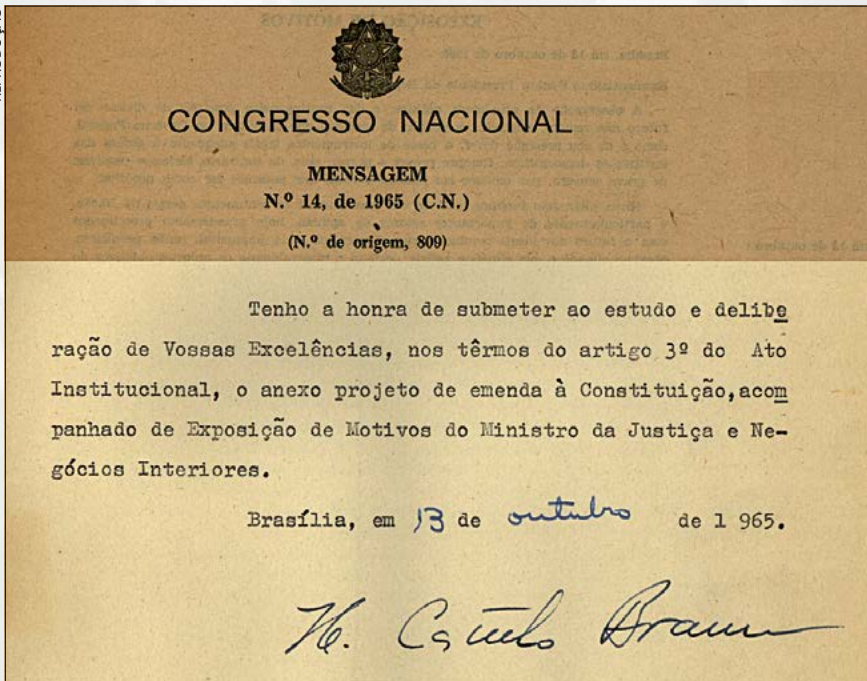 CONGRESSO NACIONAL
MENSAGEM
N.º 14, de 1965 (C.N.)
(N.º de origem, 809)
Tenho a honra de submeter ao estudo e delibe
ração de Vossas Excelências, nos têrmos do artigo 3º do Ato
Institucional, o anexo projeto de emenda à Constituição,acom
panhado de Exposição de Motivos do Ministro da Justiça e Ne-
gócios Interiores.
Brasília, em 13 de outubro de 1 965.
H. Castelo Branco